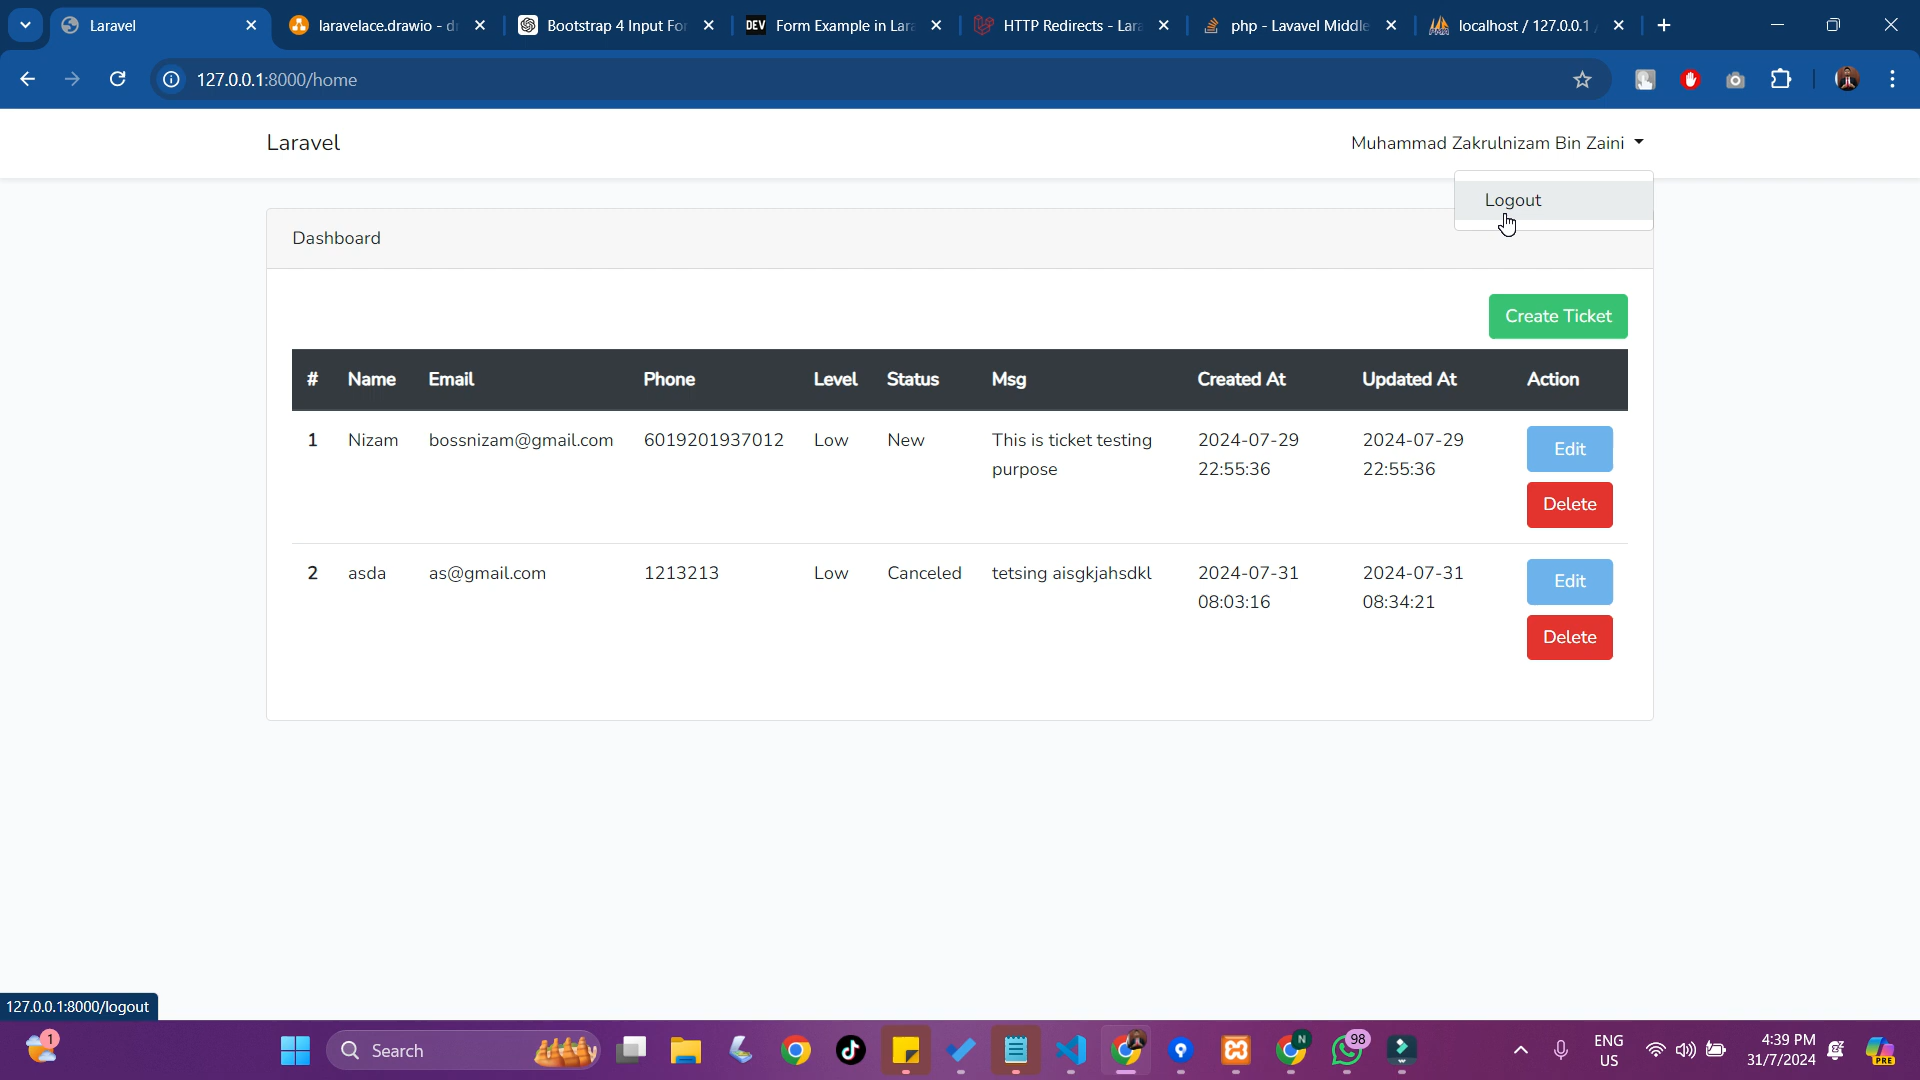 Laravel
laravelace.drawio - d
Bootstrap 4 Input For
DEV
Form Example in Lara
HTTP Redirects - Lara
php - Lavavel Middle
localhost / 127.0.0.1 /
127.0.0.1:8000/home
Laravel
Muhammad Zakrulnizam Bin Zaini
Logout
Dashboard
Create Ticket
# Name Email Phone Level Status Msg Created At Updated At Action
1 Nizam bossnizam@gmail.com 6019201937012 Low New This is ticket testing 2024-07-29 2024-07-29 Edit
purpose 22:55:36 22:55:36
Delete
2 asda as@gmail.com 1213213 Low Canceled tetsing aisgkjahsdkl 2024-07-31 2024-07-31 Edit
08:03:16 08:34:21
Delete
127.0.0.1:8000/logout
1
Search
N
98
ENG
US
4:39 PM
31/7/2024
PRE